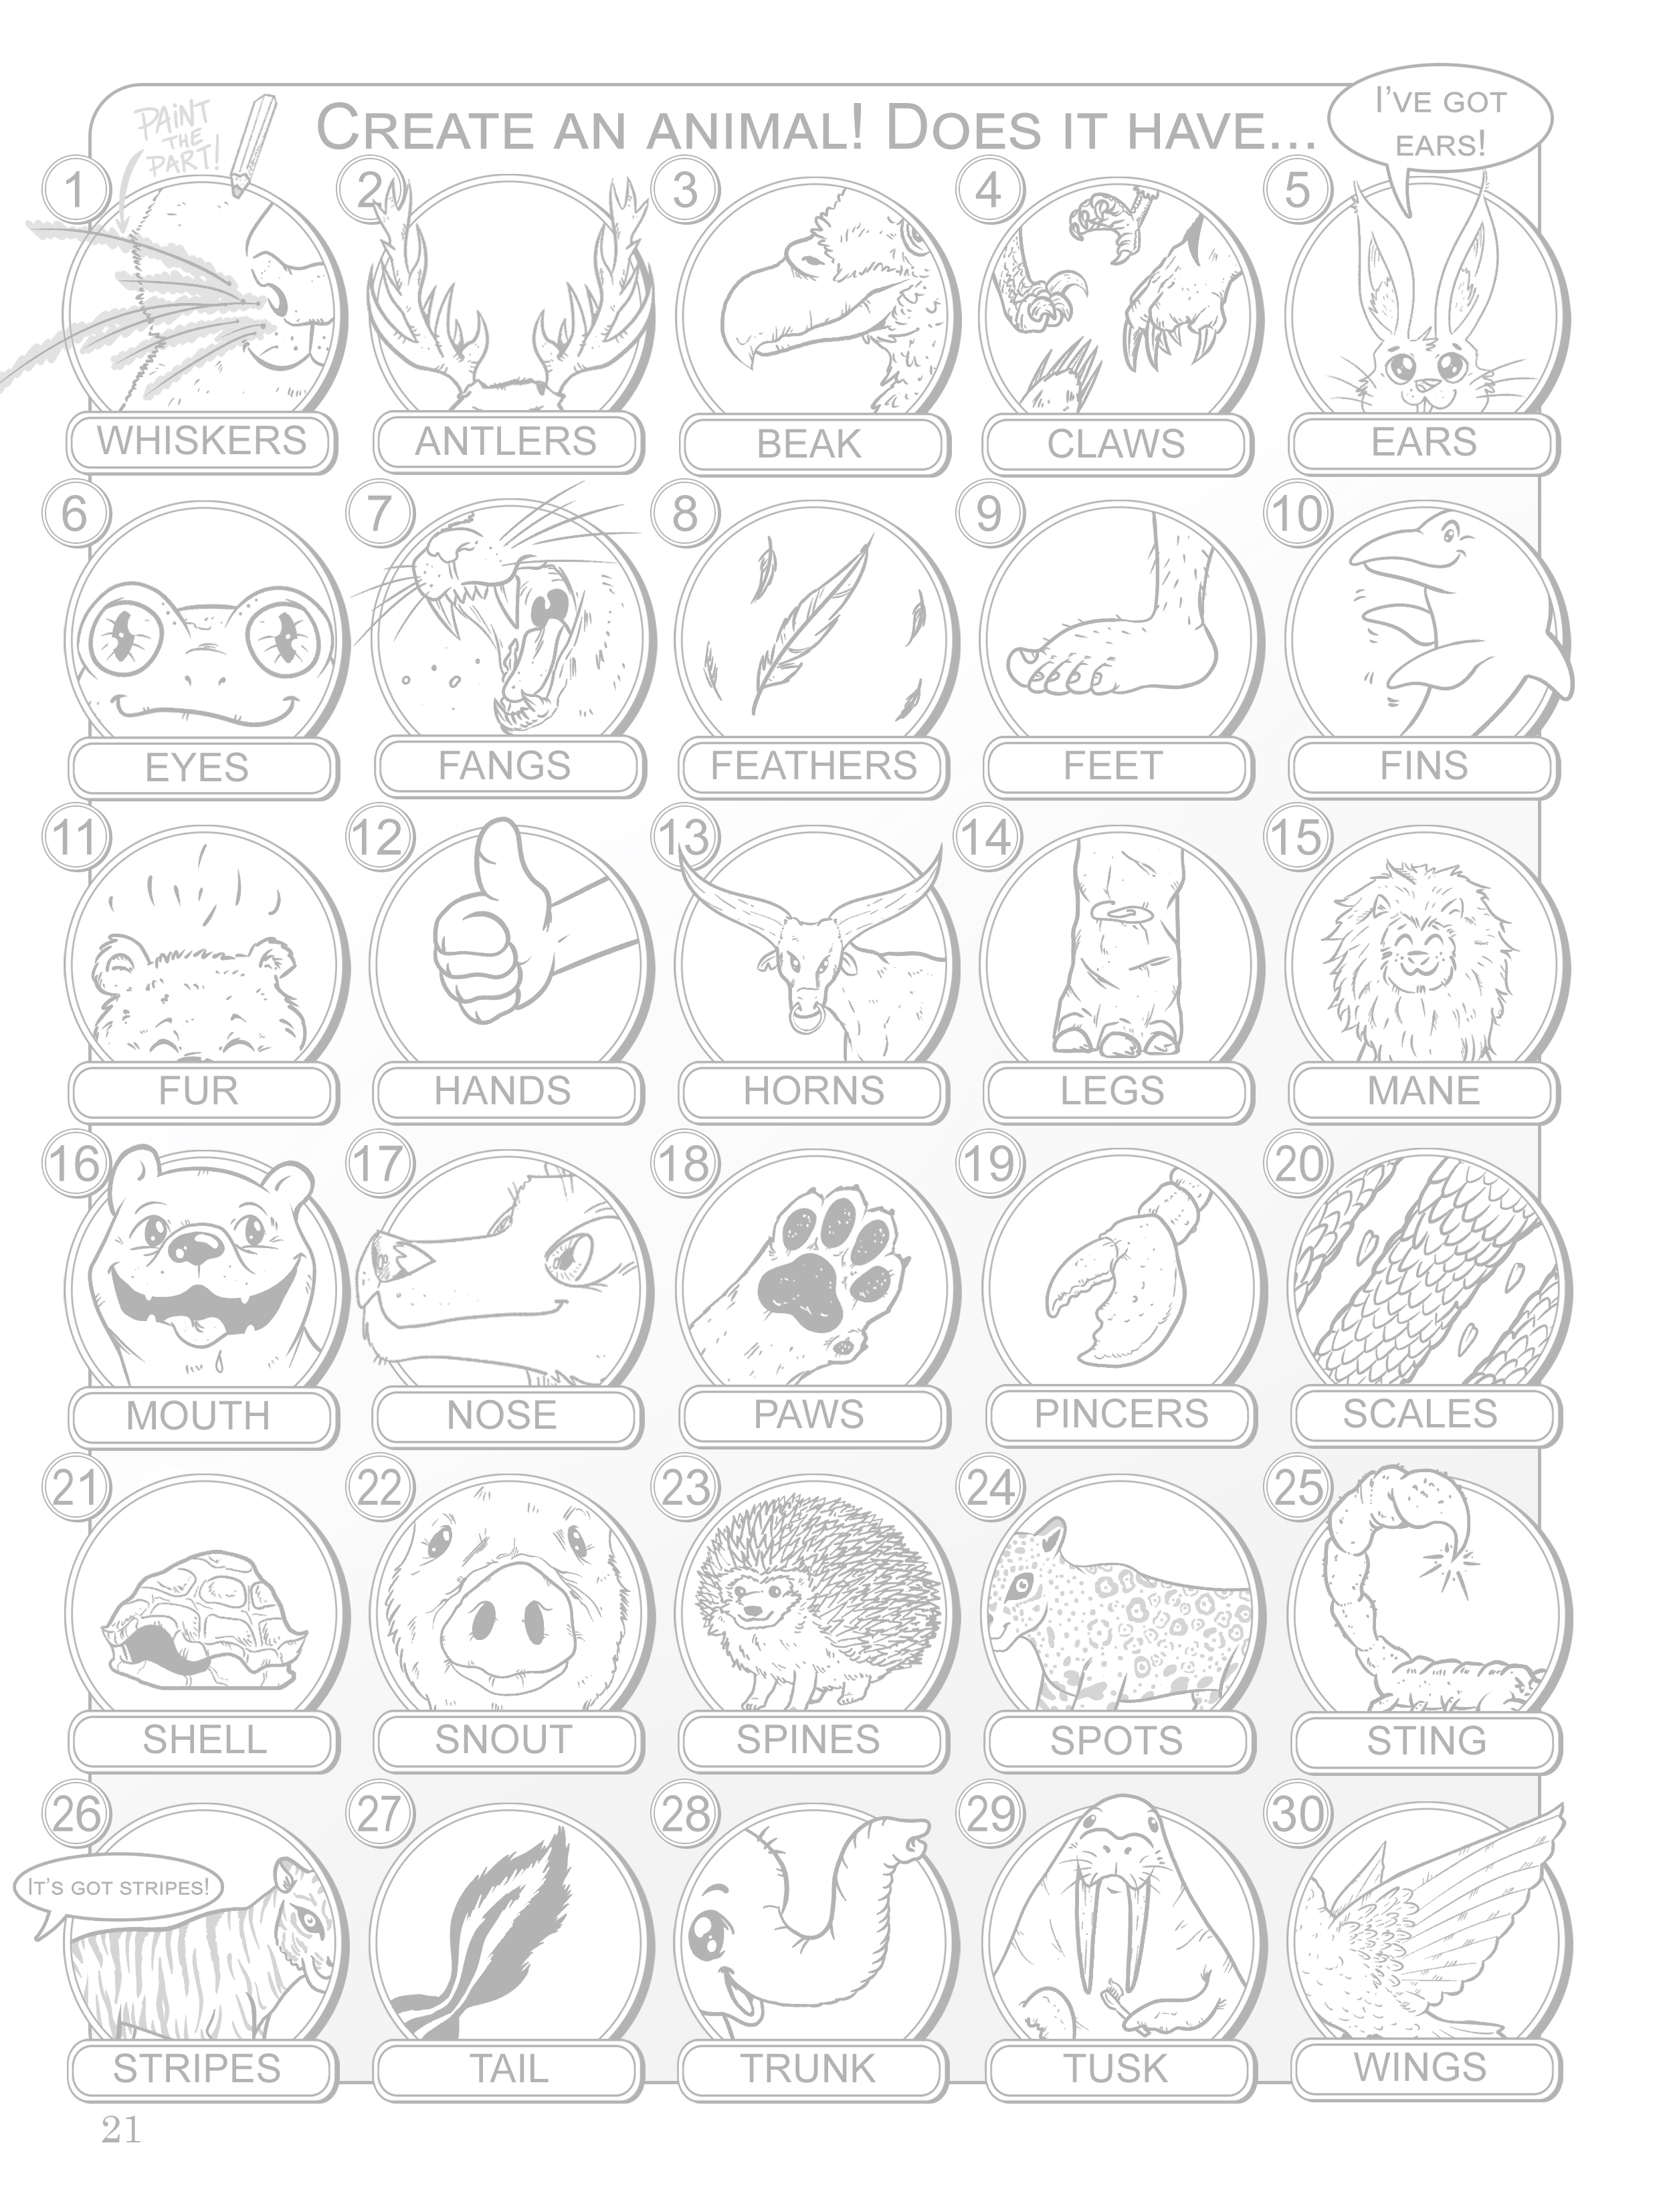 PAINT
THE
PART!
CREATE AN ANIMAL! DOES IT HAVE...
I'VE GOT
EARS!
1
2
3
4
5
WHISKERS
ANTLERS
BEAK
CLAWS
EARS
6
7
8
9
10
EYES
FANGS
FEATHERS
FEET
FINS
11
12
13
14
15
FUR
HANDS
HORNS
LEGS
MANE
16
17
18
19
20
MOUTH
NOSE
PAWS
PINCERS
SCALES
21
22
23
24
25
SHELL
SNOUT
SPINES
SPOTS
STING
26
27
28
29
30
IT'S GOT STRIPES!
STRIPES
TAIL
TRUNK
TUSK
WINGS
21